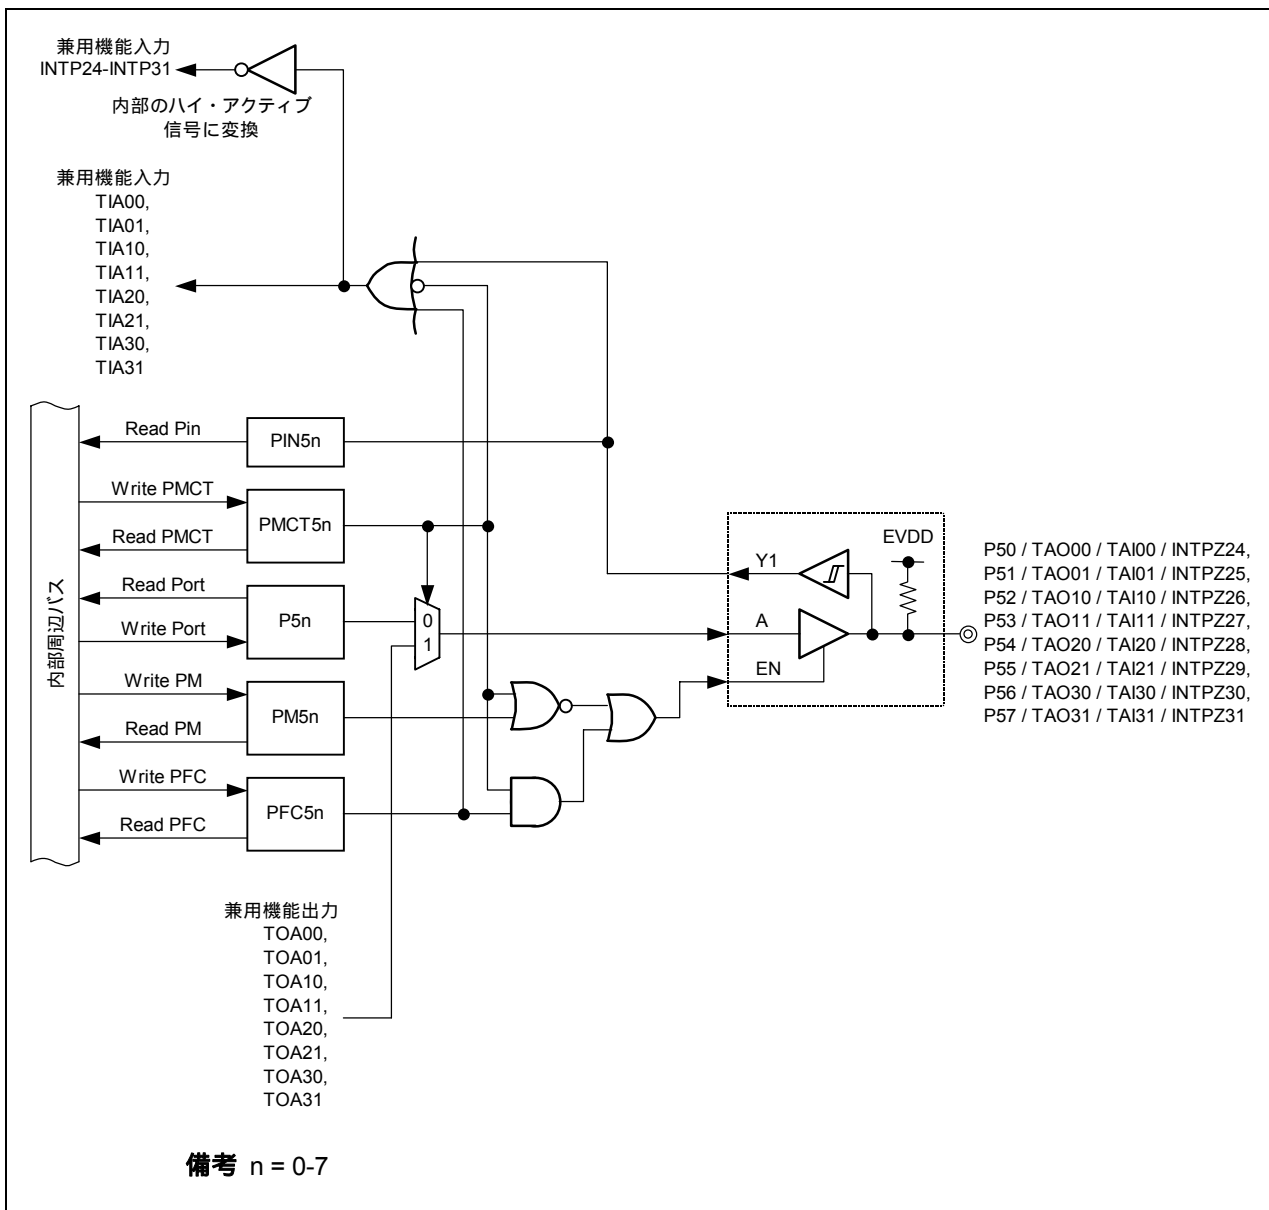 兼用機能入力
INTP24-INTP31
内部のハイ・アクティブ
信号に変換
兼用機能入力
TIA00,
TIA01,
TIA10,
TIA11,
TIA20,
TIA21,
TIA30,
TIA31
内部周辺バス
Read Pin
PIN5n
Write PMCT
PMCT5n
Read PMCT
Read Port
P5n
Write Port
Write PM
PM5n
Read PM
Write PFC
PFC5n
Read PFC
0
1
Y1
EVDD
A
EN
P50 / TAO00 / TAI00 / INTPZ24,
P51 / TAO01 / TAI01 / INTPZ25,
P52 / TAO10 / TAI10 / INTPZ26,
P53 / TAO11 / TAI11 / INTPZ27,
P54 / TAO20 / TAI20 / INTPZ28,
P55 / TAO21 / TAI21 / INTPZ29,
P56 / TAO30 / TAI30 / INTPZ30,
P57 / TAO31 / TAI31 / INTPZ31
兼用機能出力
TOA00,
TOA01,
TOA10,
TOA11,
TOA20,
TOA21,
TOA30,
TOA31
備考 n = 0-7